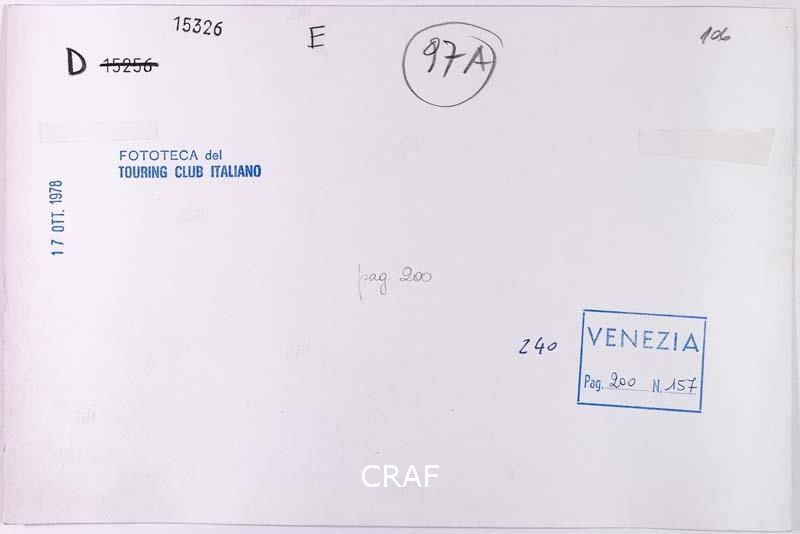 15326
E
97A
106
D 15256
FOTOTECA del
TOURING CLUB ITALIANO
17 OTT. 1978
pag. 200
240
VENEZIA
Pag. 200 N. 157
CRAF